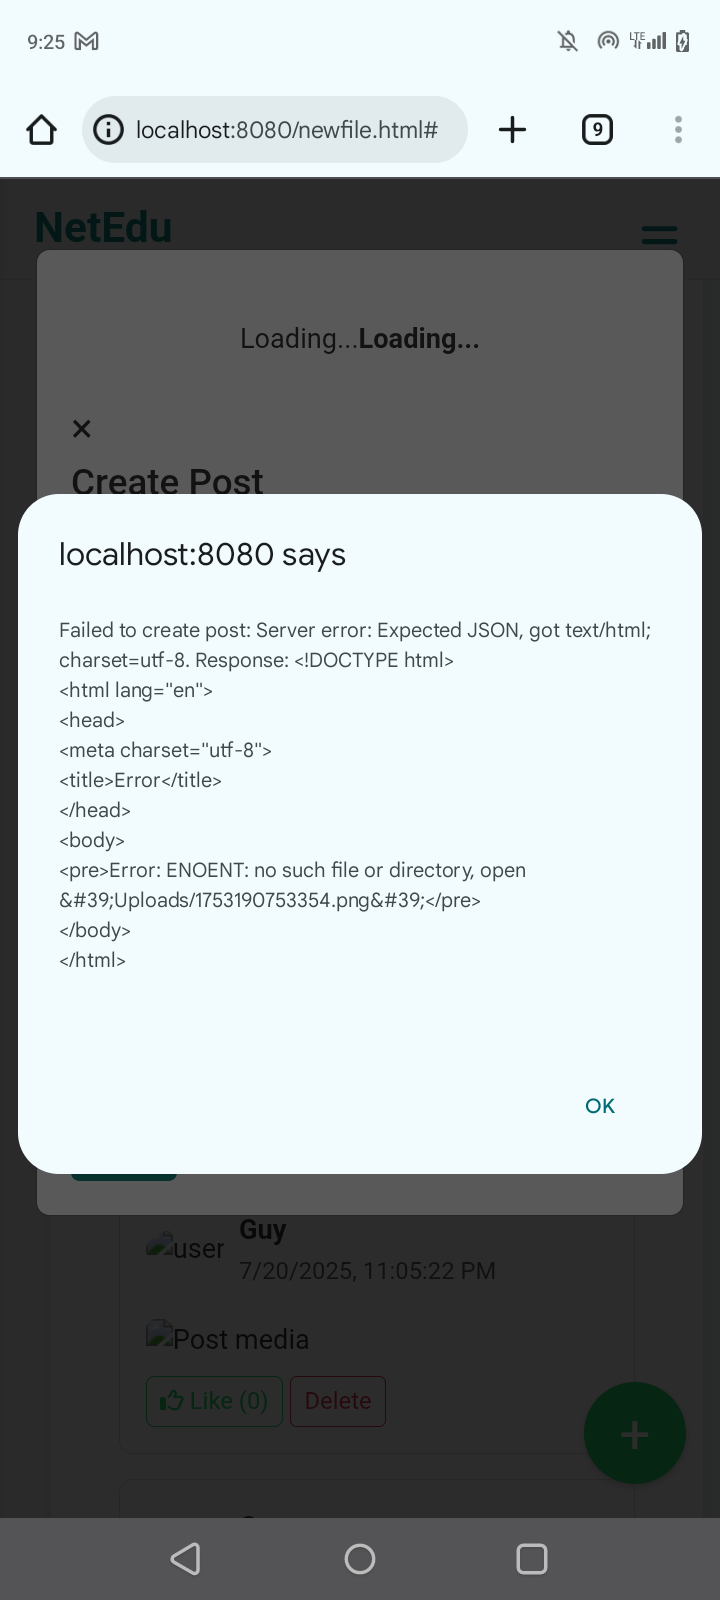 9:25
LTE
localhost:8080/newfile.html#
9
NetEdu
Loading...Loading...
×
Create Post
localhost:8080 says
Failed to create post: Server error: Expected JSON, got text/html;
charset=utf-8. Response: <!DOCTYPE html>
<html lang="en">
<head>
<meta charset="utf-8">
<title>Error</title>
</head>
<body>
<pre>Error: ENOENT: no such file or directory, open
&#39;Uploads/1753190753354.png&#39;</pre>
</body>
</html>
OK
user
Guy
7/20/2025, 11:05:22 PM
Post media
Like (0)
Delete
+